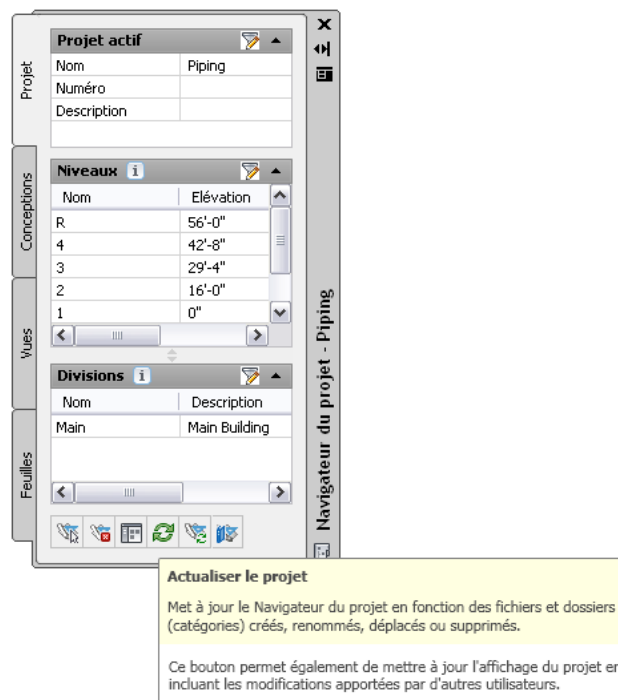 Projet
Conceptions
Vues
Feuilles
Projet actif
Nom Piping
Numéro
Description
Niveaux
Nom Elévation
R 56'-0"
4 42'-8"
3 29'-4"
2 16'-0"
1 0"
Divisions
Nom Description
Main Main Building
Navigateur du projet - Piping
Actualiser le projet
Met à jour le Navigateur du projet en fonction des fichiers et dossiers
(catégories) créés, renommés, déplacés ou supprimés.
Ce bouton permet également de mettre à jour l'affichage du projet en
incluant les modifications apportées par d'autres utilisateurs.